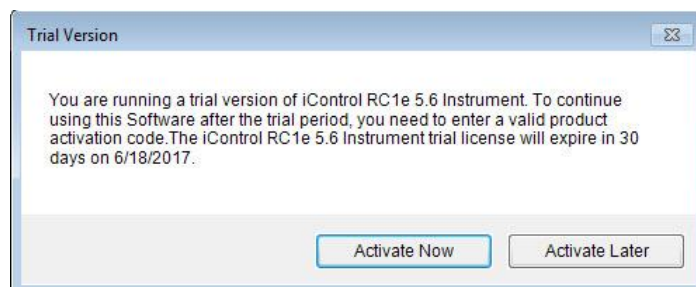 Trial Version
You are running a trial version of iControl RC1e 5.6 Instrument. To continue
using this Software after the trial period, you need to enter a valid product
activation code.The iControl RC1e 5.6 Instrument trial license will expire in 30
days on 6/18/2017.
Activate Now
Activate Later